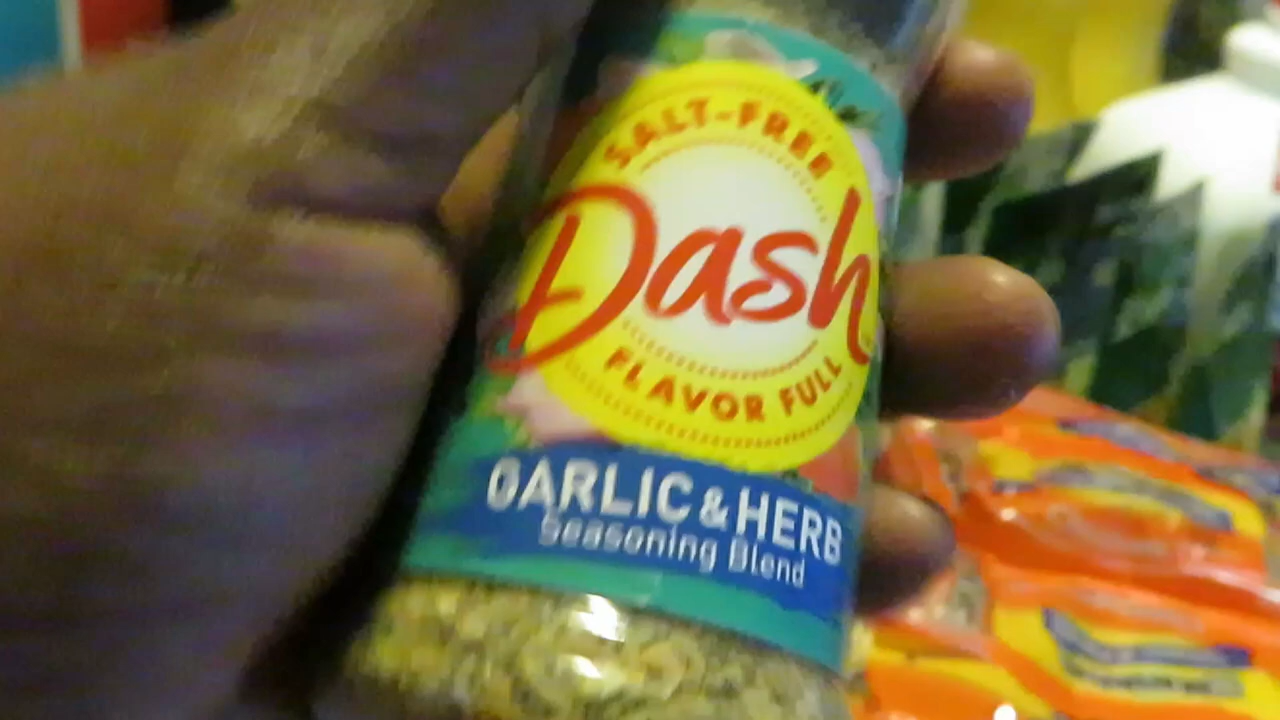 SALT-FREE
Dash
FLAVOR FULL
GARLIC & HERB
Seasoning Blend